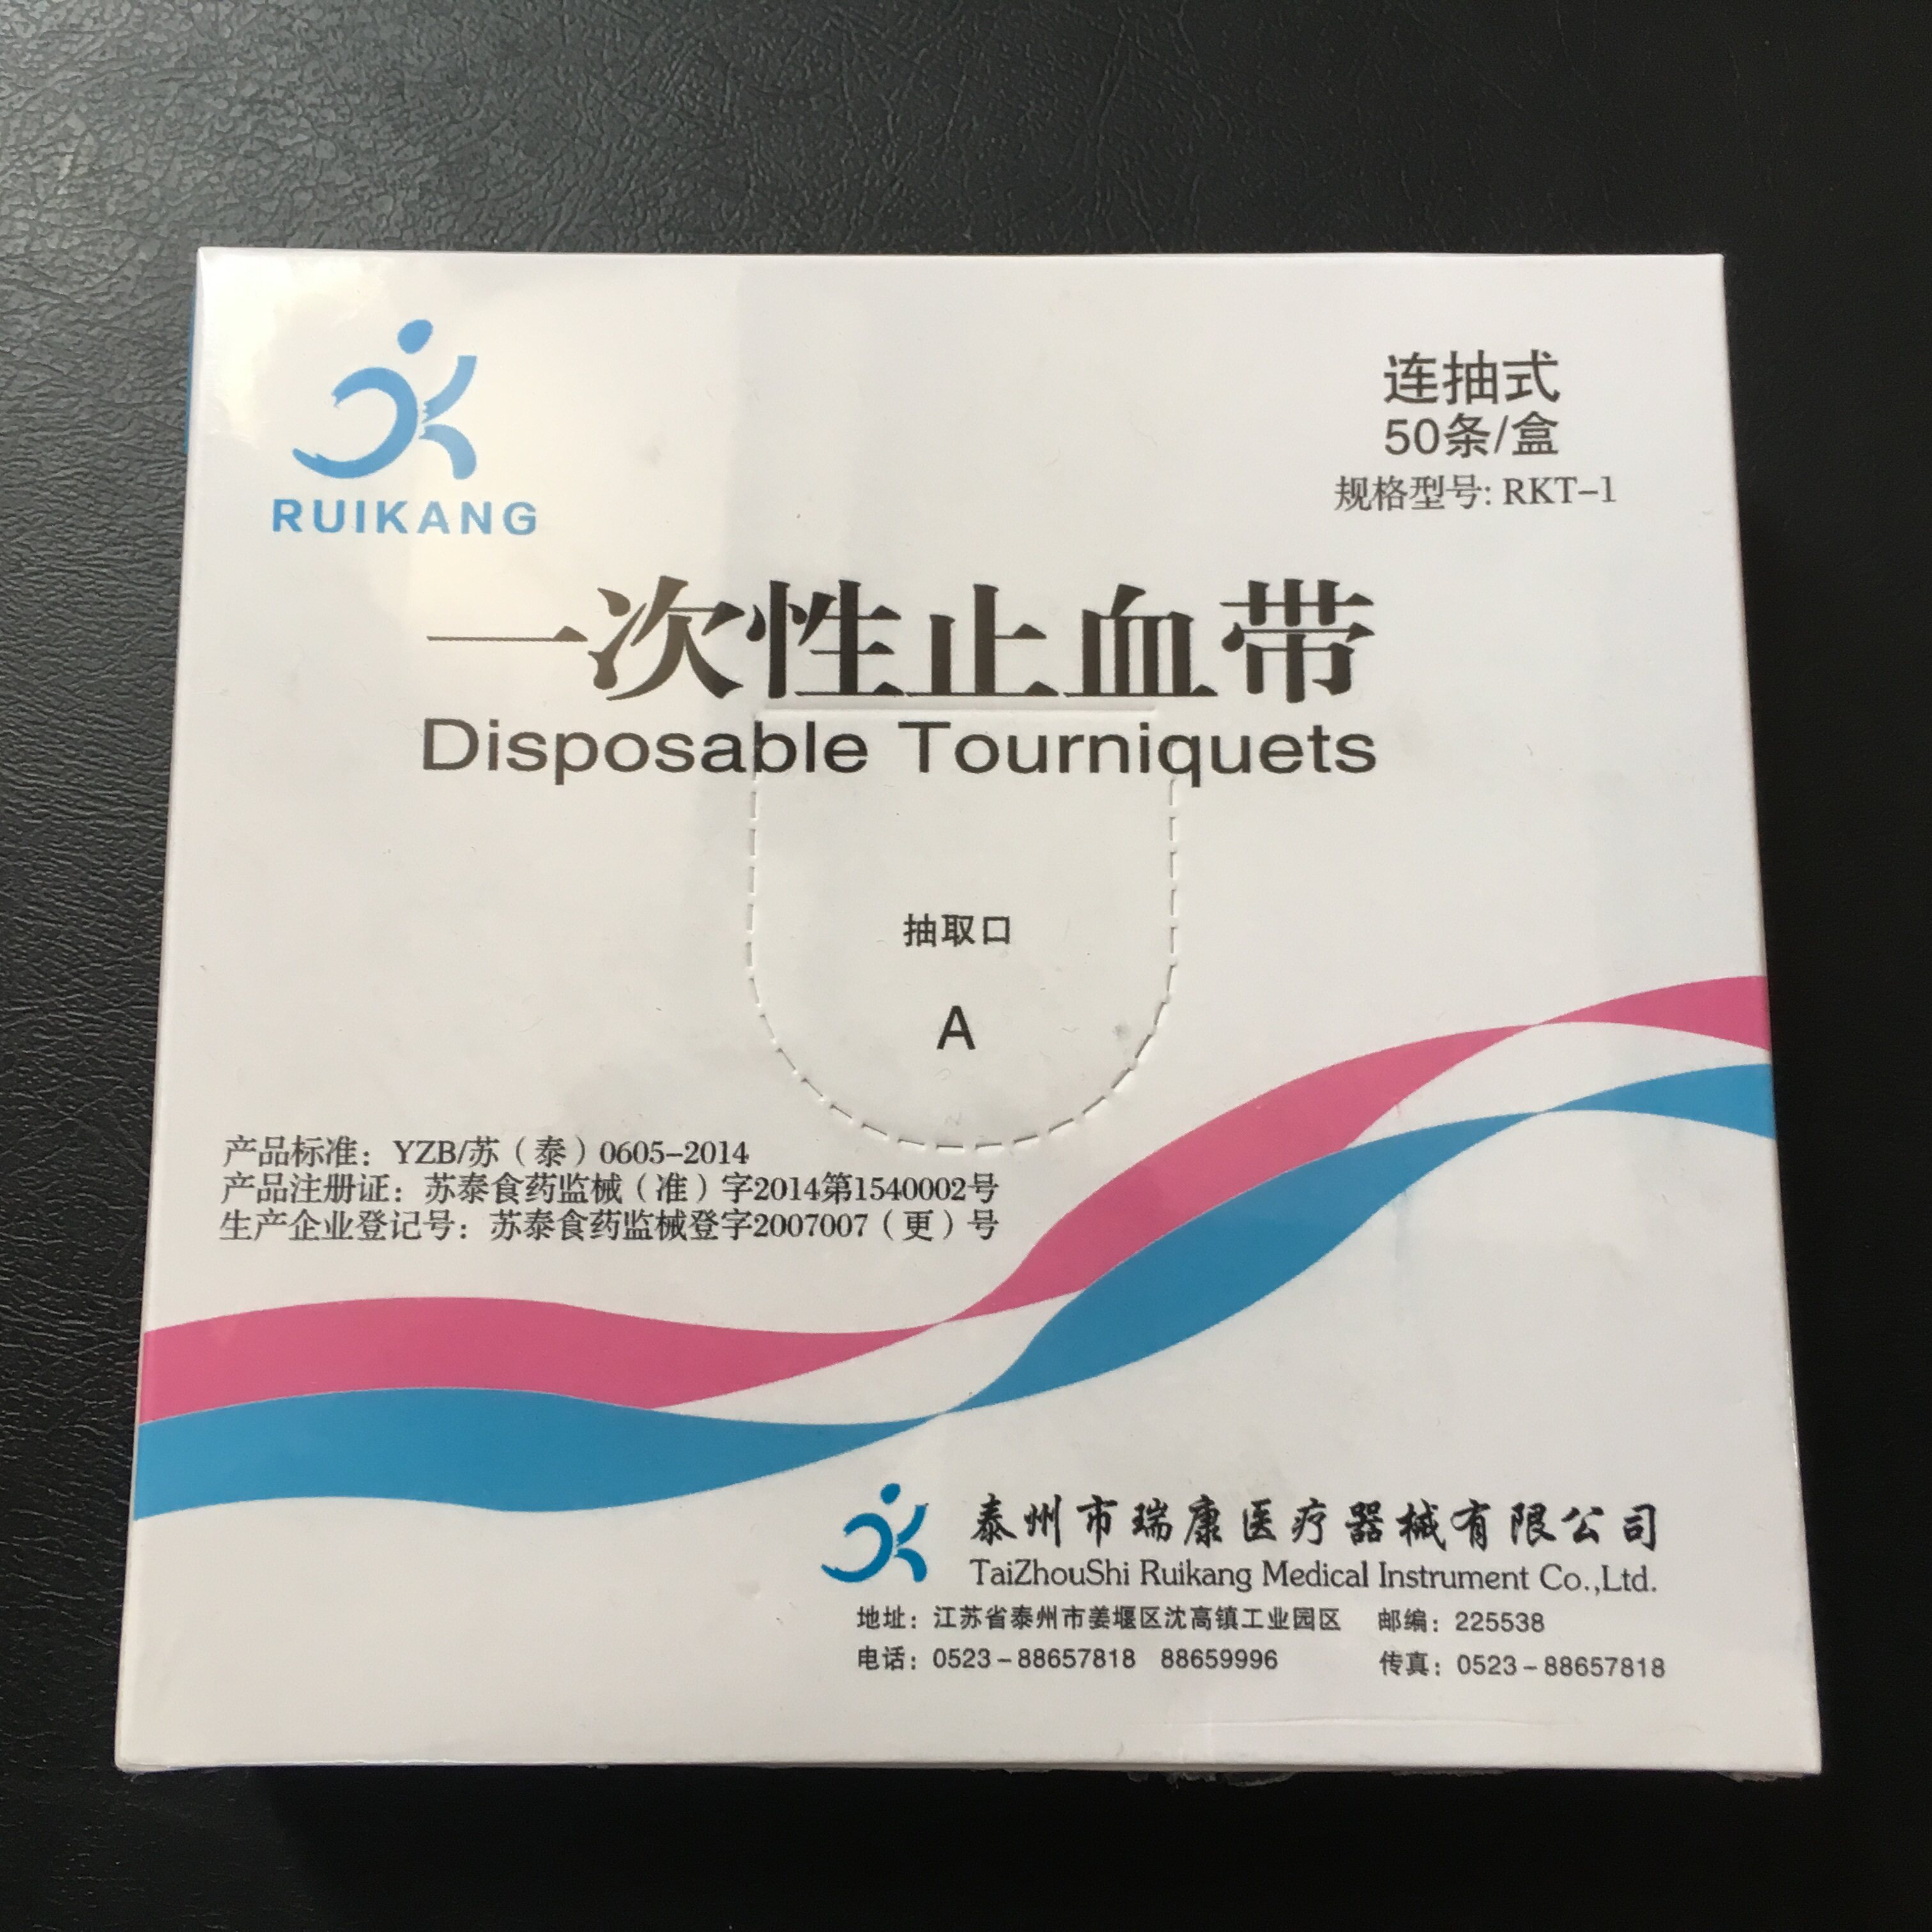 RUIKANG
连抽式
50条/盒
规格型号: RKT-1
一次性止血带
Disposable Tourniquets
抽取口
A
产品标准：YZB/苏（泰）0605-2014
产品注册证：苏泰食药监械（准）字2014第1540002号
生产企业登记号：苏泰食药监械登字2007007（更）号
泰州市瑞康医疗器械有限公司
TaiZhouShi Ruikang Medical Instrument Co.,Ltd.
地址：江苏省泰州市姜堰区沈高镇工业园区 邮编：225538
电话：0523-88657818 88659996 传真：0523-88657818